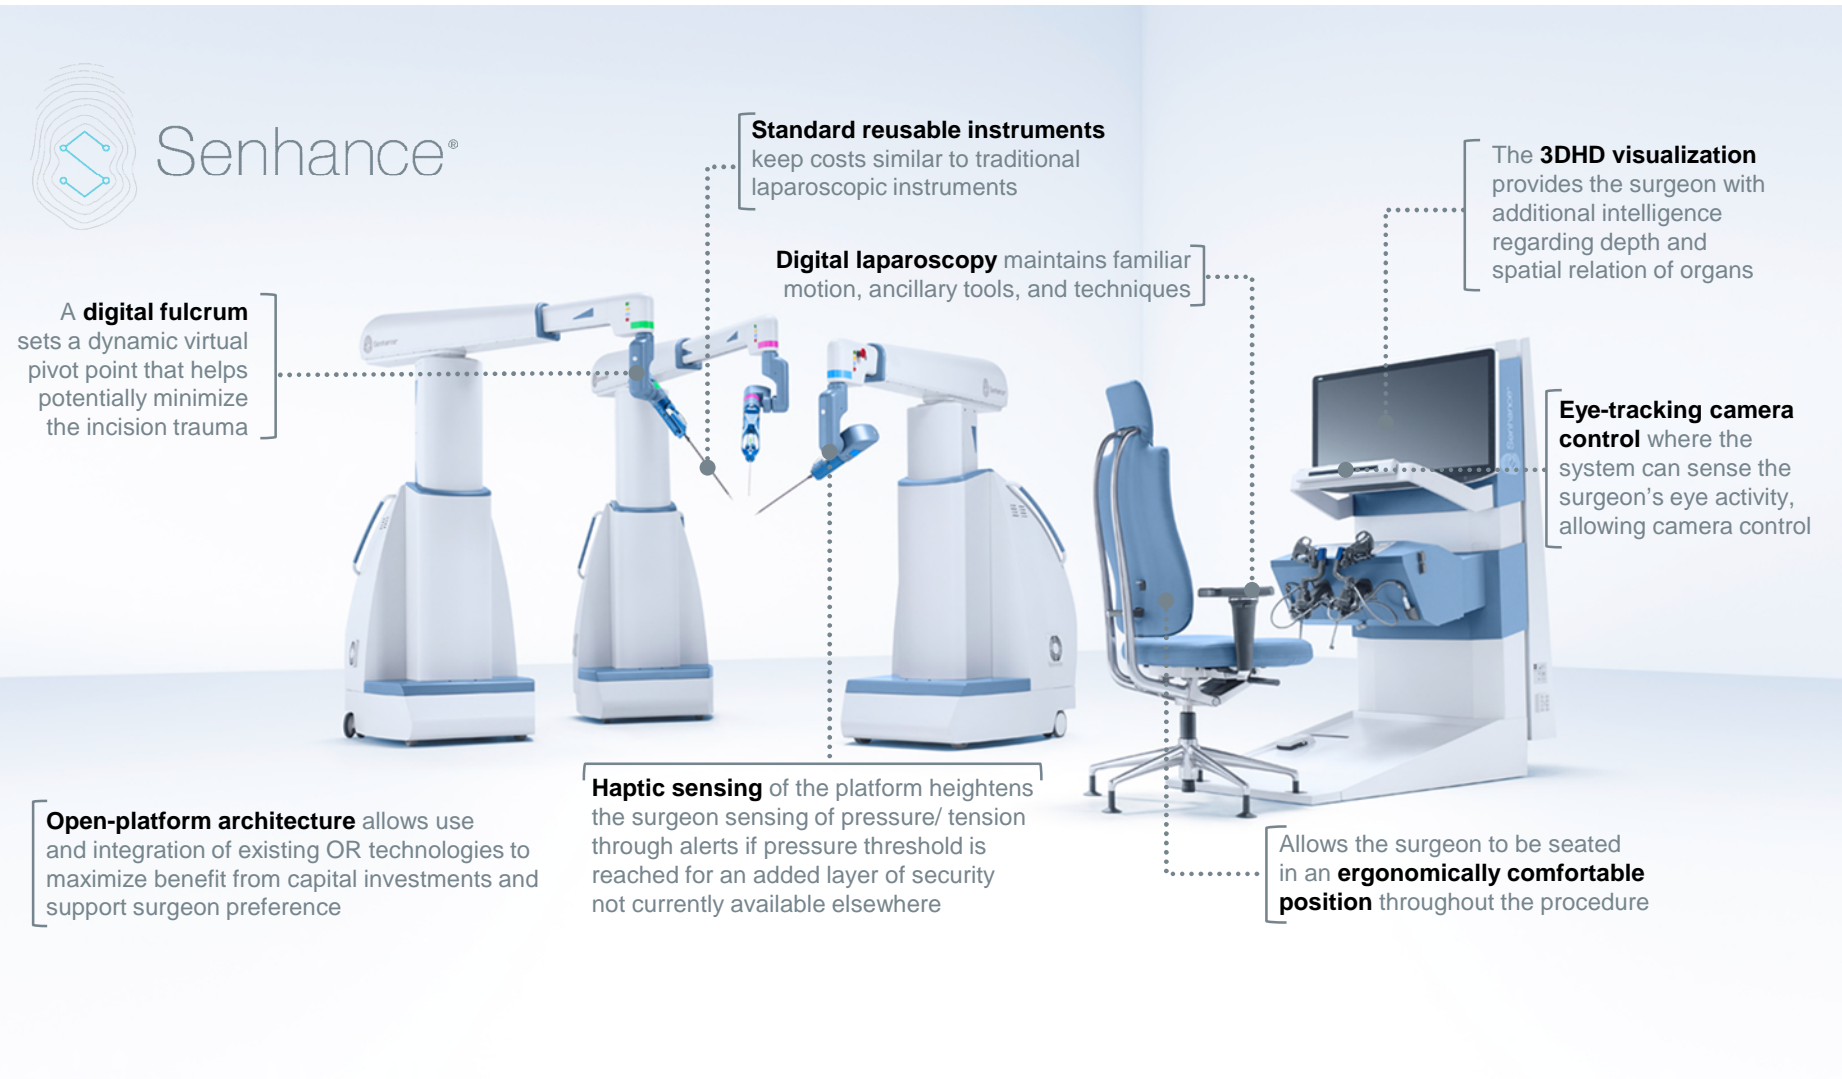 Senhance®
Standard reusable instruments
keep costs similar to traditional
laparoscopic instruments
The 3DHD visualization
provides the surgeon with
additional intelligence
regarding depth and
spatial relation of organs
Digital laparoscopy maintains familiar
motion, ancillary tools, and techniques
A digital fulcrum
sets a dynamic virtual
pivot point that helps
potentially minimize
the incision trauma
Eye-tracking camera
control where the
system can sense the
surgeon’s eye activity,
allowing camera control
Senhance
Senhance
Open-platform architecture allows use
and integration of existing OR technologies to
maximize benefit from capital investments and
support surgeon preference
Haptic sensing of the platform heightens
the surgeon sensing of pressure/ tension
through alerts if pressure threshold is
reached for an added layer of security
not currently available elsewhere
Allows the surgeon to be seated
in an ergonomically comfortable
position throughout the procedure